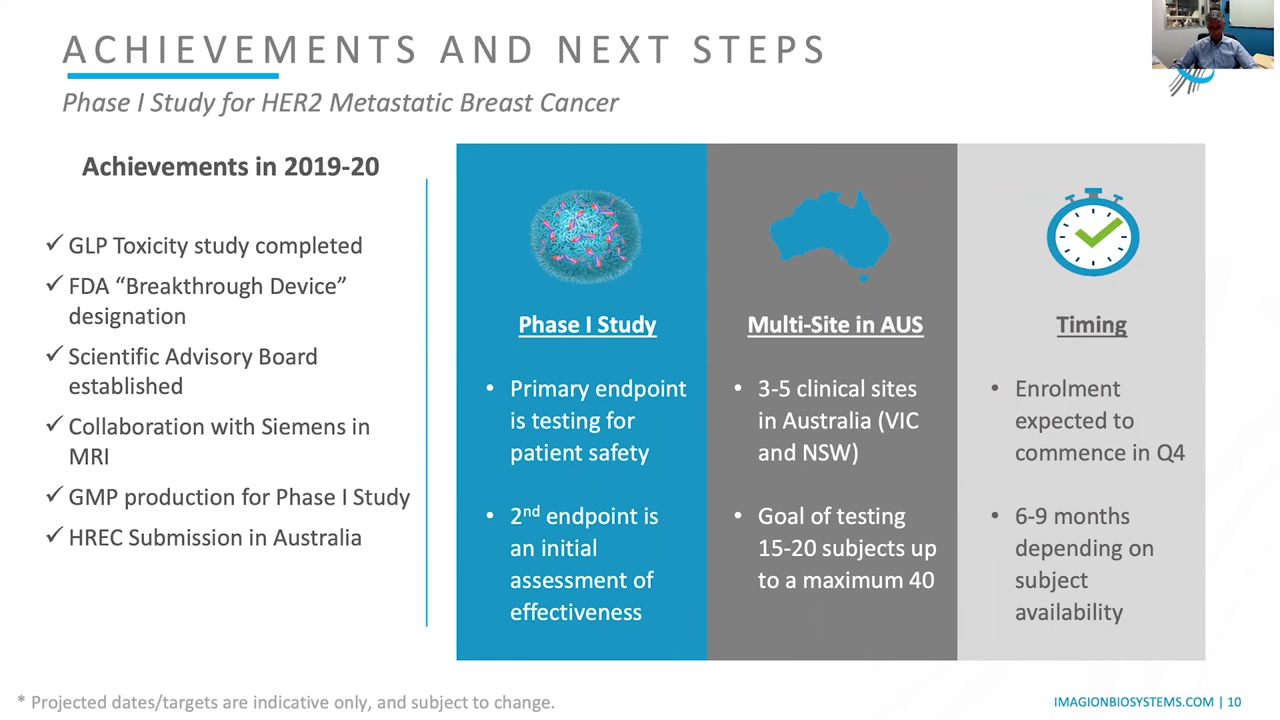 ACHIEVEMENTS AND NEXT STEPS
Phase I Study for HER2 Metastatic Breast Cancer
Achievements in 2019-20
✓ GLP Toxicity study completed
✓ FDA “Breakthrough Device”
designation
✓ Scientific Advisory Board
established
✓ Collaboration with Siemens in
MRI
✓ GMP production for Phase I Study
✓ HREC Submission in Australia
Phase I Study
• Primary endpoint
is testing for
patient safety
• 2nd endpoint is
an initial
assessment of
effectiveness
Multi-Site in AUS
• 3-5 clinical sites
in Australia (VIC
and NSW)
• Goal of testing
15-20 subjects up
to a maximum 40
Timing
• Enrolment
expected to
commence in Q4
• 6-9 months
depending on
subject
availability
* Projected dates/targets are indicative only, and subject to change.
IMAGIONBIOSYSTEMS.COM | 10